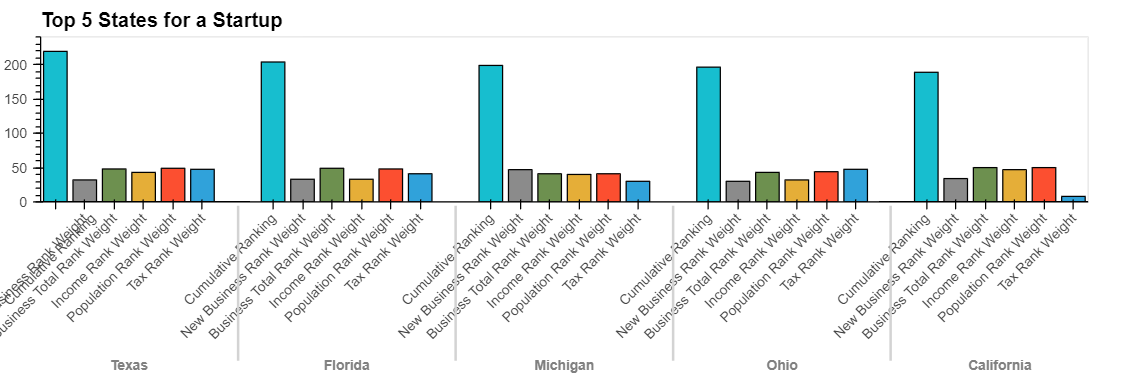 Top 5 States for a Startup
200
150
100
50
0
Cumulative Ranking
Business Rank Weight
Business Total Rank Weight
Income Rank Weight
Population Rank Weight
Tax Rank Weight
Cumulative Ranking
New Business Rank Weight
Business Total Rank Weight
Income Rank Weight
Population Rank Weight
Tax Rank Weight
Cumulative Ranking
New Business Rank Weight
Business Total Rank Weight
Income Rank Weight
Population Rank Weight
Tax Rank Weight
Cumulative Ranking
New Business Rank Weight
Business Total Rank Weight
Income Rank Weight
Population Rank Weight
Tax Rank Weight
Cumulative Ranking
New Business Rank Weight
Business Total Rank Weight
Income Rank Weight
Population Rank Weight
Tax Rank Weight
Texas
Florida
Michigan
Ohio
California